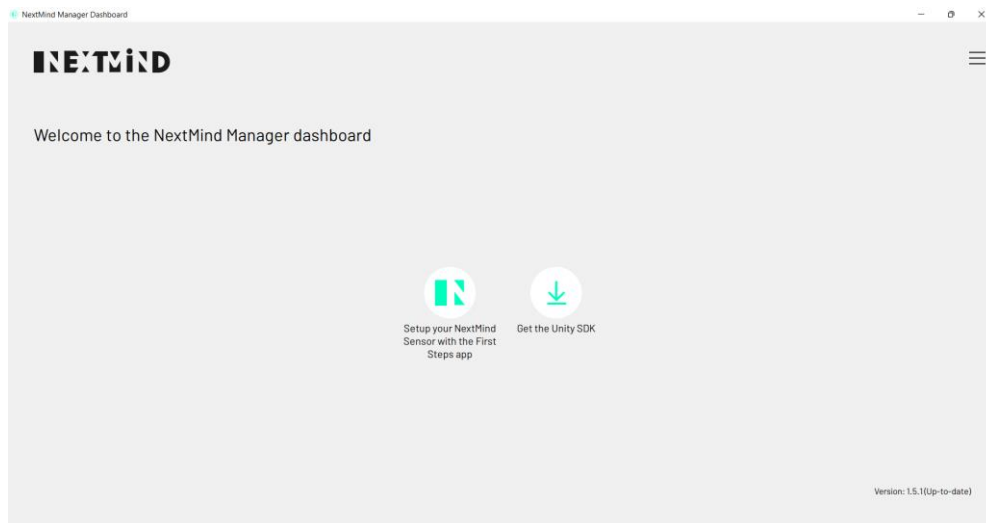 NextMind Manager Dashboard
NEXTMiND
Welcome to the NextMind Manager dashboard
Setup your NextMind
Sensor with the First
Steps app
Get the Unity SDK
Version: 1.5.1(Up-to-date)